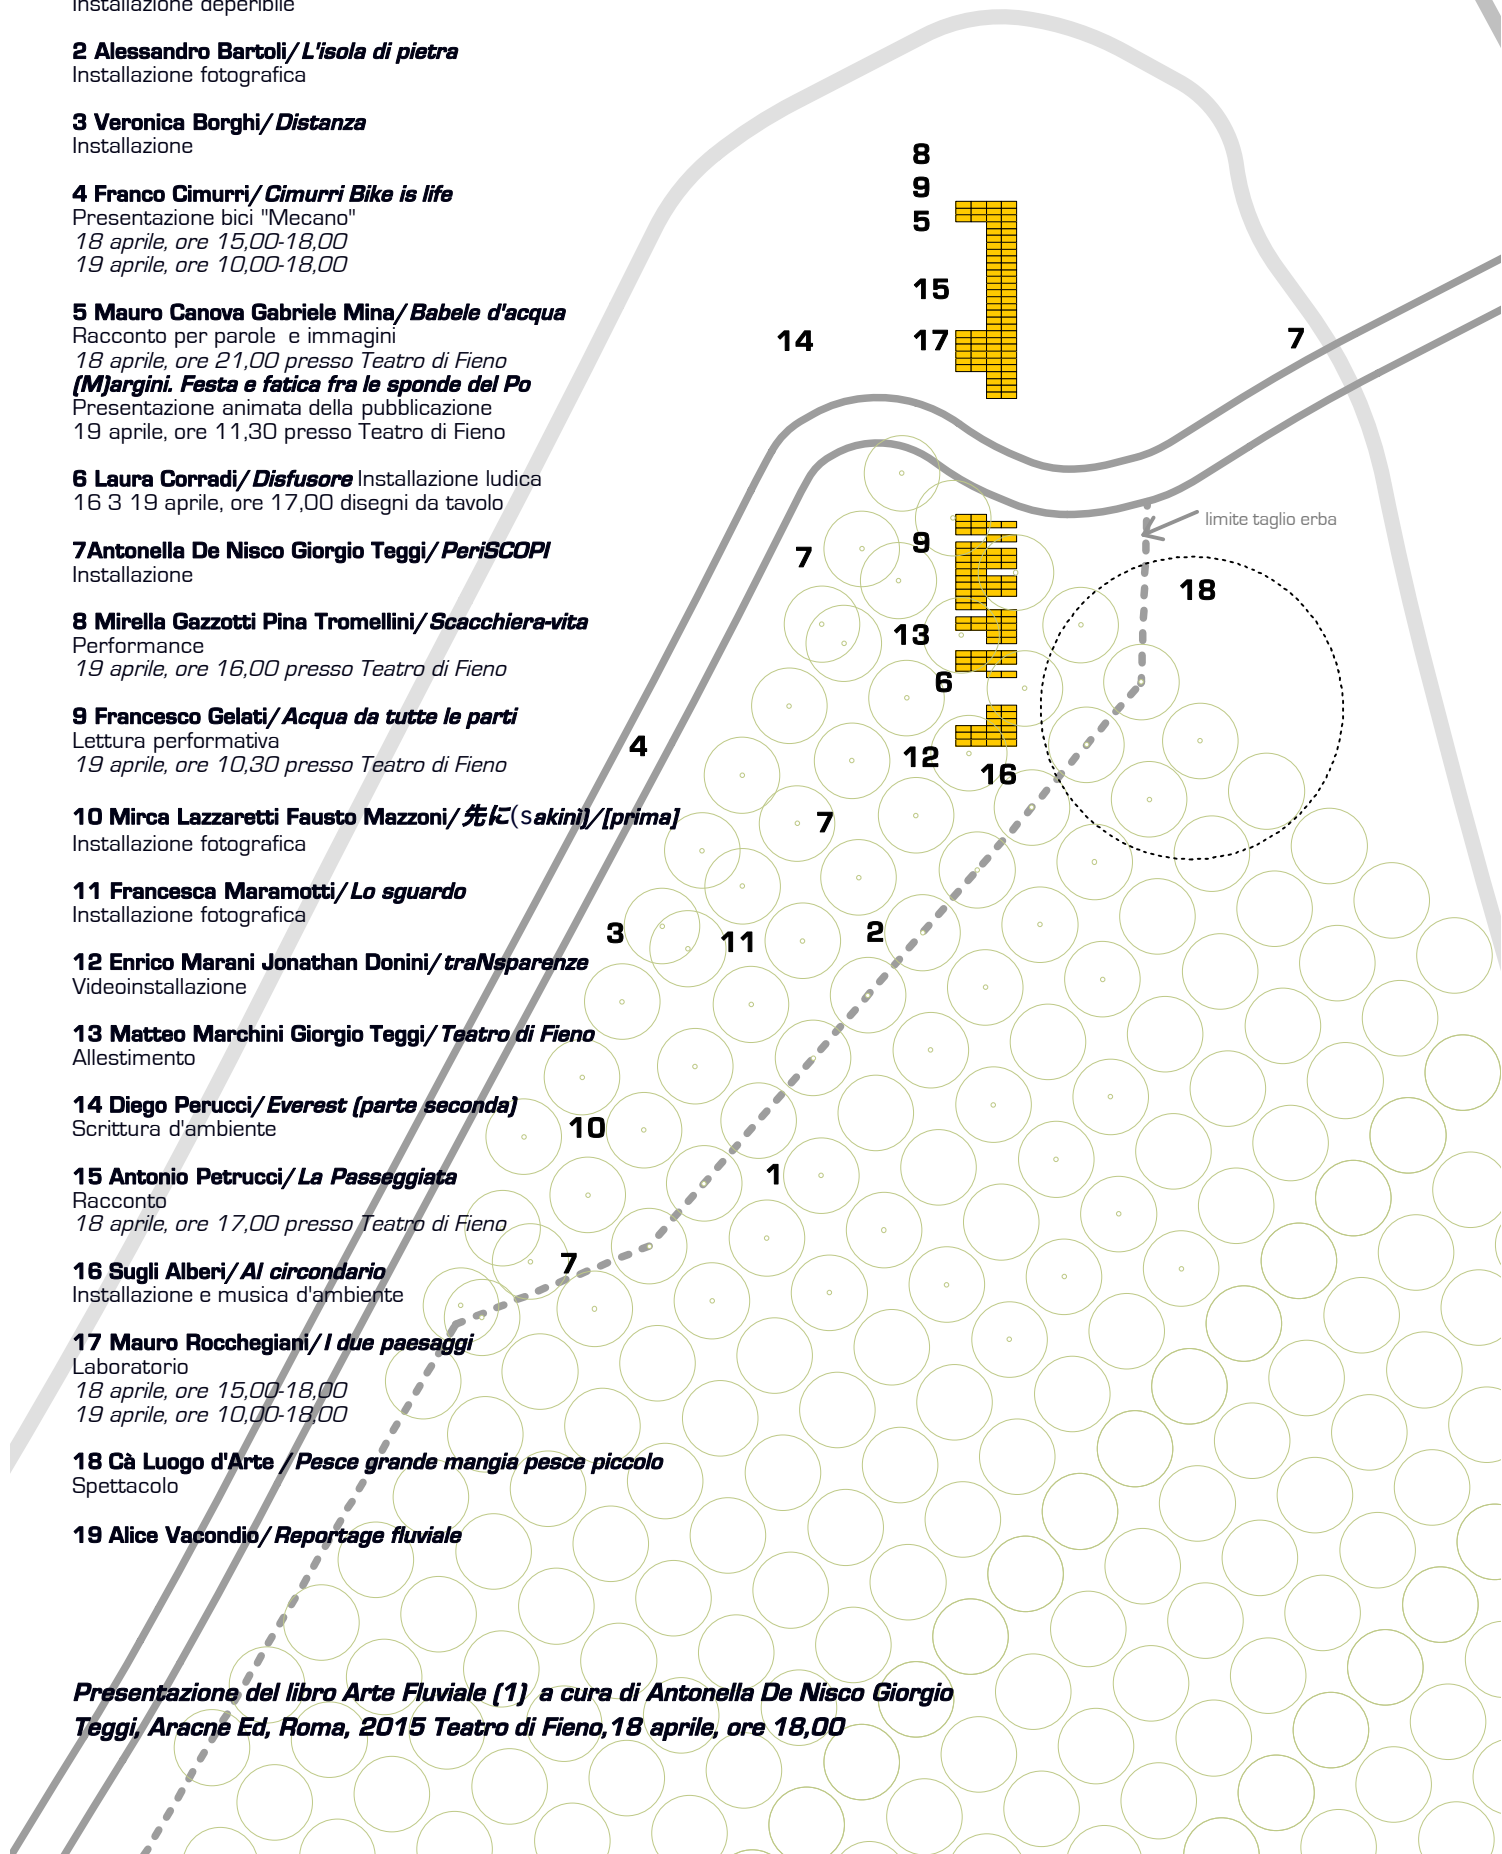 Installazione deperibile
2 Alessandro Bartoli/L'isola di pietra
Installazione fotografica
3 Veronica Borghi/Distanza
Installazione
4 Franco Cimurri/Cimurri Bike is life
Presentazione bici "Mecano"
18 aprile, ore 15,00-18,00
19 aprile, ore 10,00-18,00
5 Mauro Canova Gabriele Mina/Babele d'acqua
Racconto per parole  e immagini
18 aprile, ore 21,00 presso Teatro di Fieno
(M)argini. Festa e fatica fra le sponde del Po
Presentazione animata della pubblicazione
19 aprile, ore 11,30 presso Teatro di Fieno
6 Laura Corradi/Disfusore Installazione ludica
16 3 19 aprile, ore 17,00 disegni da tavolo
7Antonella De Nisco Giorgio Teggi/PeriSCOPI
Installazione
8 Mirella Gazzotti Pina Tromellini/Scacchiera-vita
Performance
19 aprile, ore 16,00 presso Teatro di Fieno
9 Francesco Gelati/Acqua da tutte le parti
Lettura performativa
19 aprile, ore 10,30 presso Teatro di Fieno
10 Mirca Lazzaretti Fausto Mazzoni/先に(sakini)/[prima]
Installazione fotografica
11 Francesca Maramotti/Lo sguardo
Installazione fotografica
12 Enrico Marani Jonathan Donini/traNsparenze
Videoinstallazione
13 Matteo Marchini Giorgio Teggi/Teatro di Fieno
Allestimento
14 Diego Perucci/Everest (parte seconda)
Scrittura d'ambiente
15 Antonio Petrucci/La Passeggiata
Racconto
18 aprile, ore 17,00 presso Teatro di Fieno
16 Sugli Alberi/Al circondario
Installazione e musica d'ambiente
17 Mauro Rocchegiani/I due paesaggi
Laboratorio
18 aprile, ore 15,00-18,00
19 aprile, ore 10,00-18,00
18 Cà Luogo d'Arte /Pesce grande mangia pesce piccolo
Spettacolo
19 Alice Vacondio/Reportage fluviale
Presentazione del libro Arte Fluviale (1)  a cura di Antonella De Nisco Giorgio
Teggi, Aracne Ed, Roma, 2015 Teatro di Fieno,18 aprile, ore 18,00
8
9
5
15
14
17
7
limite taglio erba
9
7
18
13
6
4
12
16
7
3
11
2
10
1
7